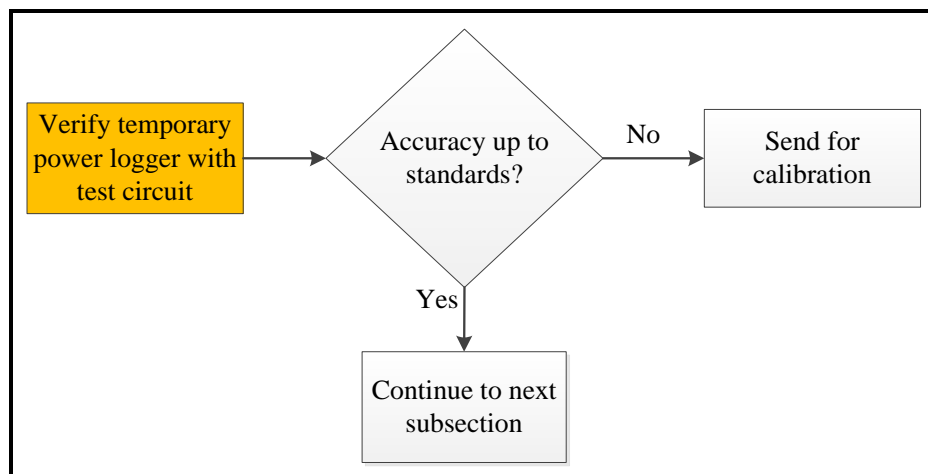 Verify temporary
power logger with
test circuit
Accuracy up to
standards?
No
Send for
calibration
Yes
Continue to next
subsection